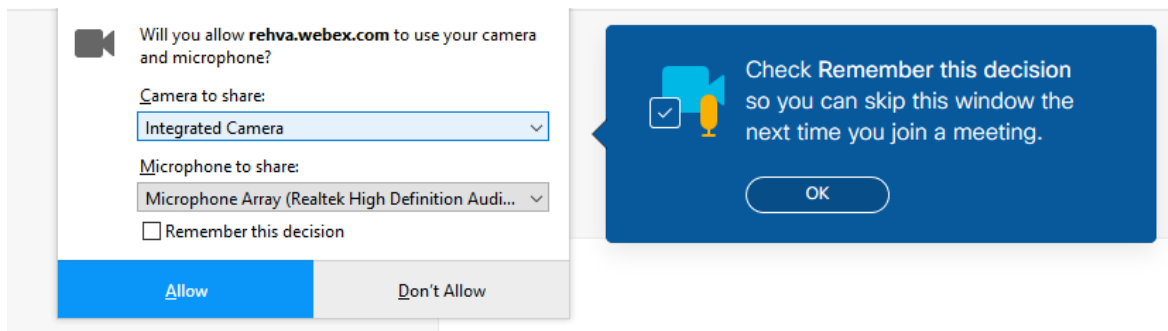 Will you allow rehva.webex.com to use your camera
and microphone?
Camera to share:
Integrated Camera
Microphone to share:
Microphone Array (Realtek High Definition Audi...
Remember this decision
Allow
Don't Allow
Check Remember this decision
so you can skip this window the
next time you join a meeting.
OK